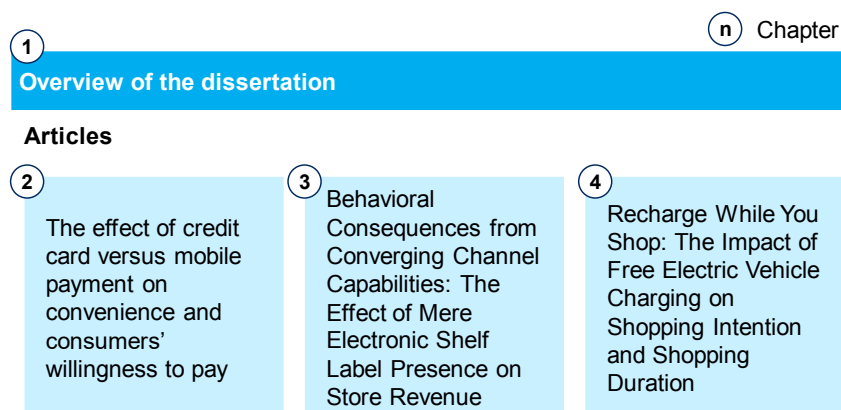 n Chapter
1
Overview of the dissertation
Articles
2
The effect of credit
card versus mobile
payment on
convenience and
consumers’
willingness to pay
3
Behavioral
Consequences from
Converging Channel
Capabilities: The
Effect of Mere
Electronic Shelf
Label Presence on
Store Revenue
4
Recharge While You
Shop: The Impact of
Free Electric Vehicle
Charging on
Shopping Intention
and Shopping
Duration